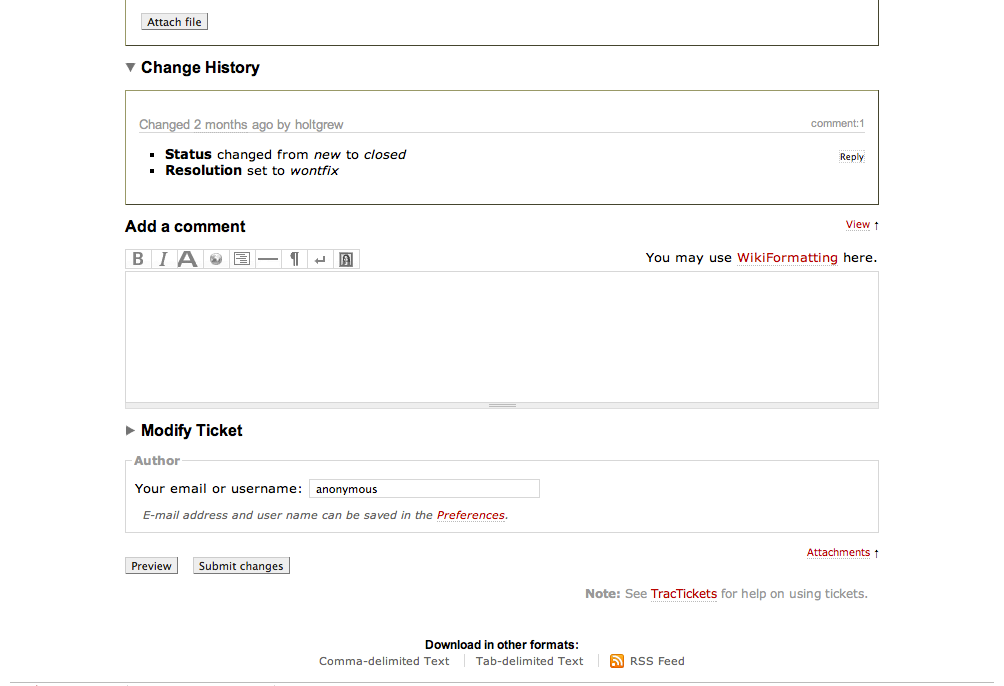 Attach file
Change History
Changed 2 months ago by holtgrew
comment:1
Status changed from new to closed
Resolution set to wontfix
Reply
Add a comment
View ↑
B I A ¶ ↵
You may use WikiFormatting here.
Modify Ticket
Author
Your email or username: anonymous
E-mail address and user name can be saved in the Preferences.
Attachments ↑
Preview Submit changes
Note: See TracTickets for help on using tickets.
Download in other formats:
Comma-delimited Text Tab-delimited Text RSS Feed